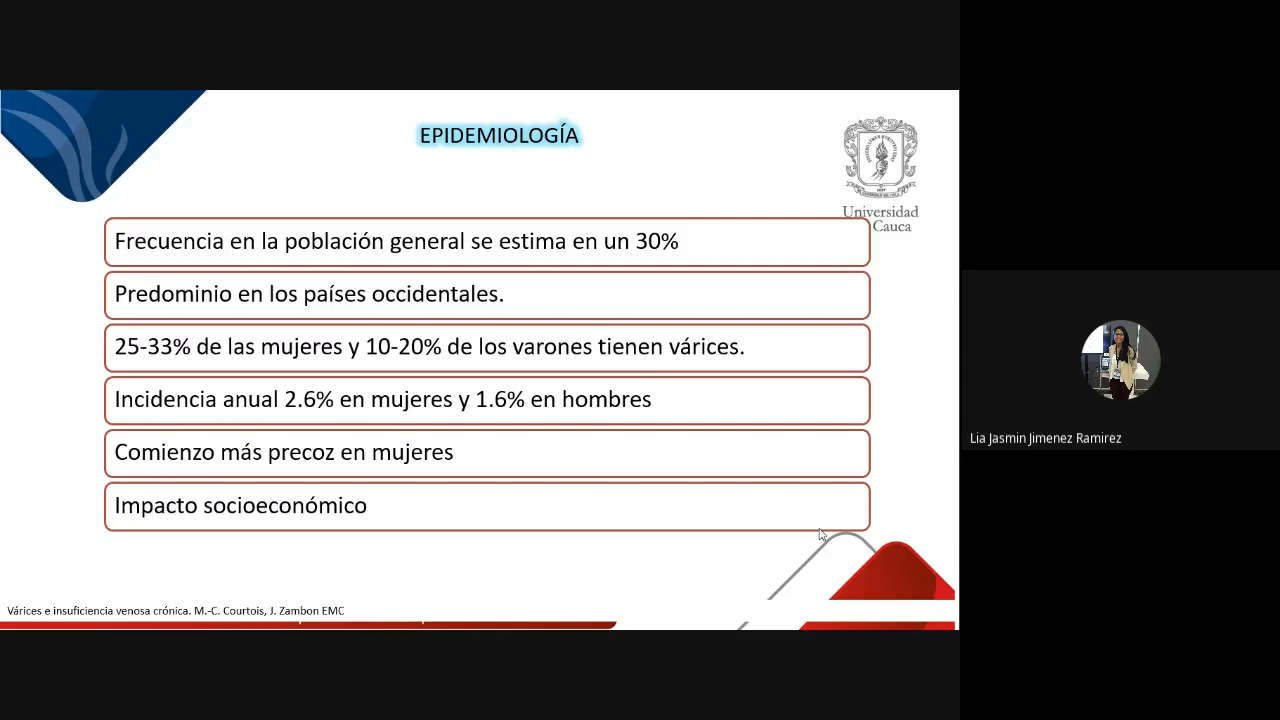 EPIDEMIOLOGÍA
Universidad
Cauca
Frecuencia en la población general se estima en un 30%
Predominio en los países occidentales.
25-33% de las mujeres y 10-20% de los varones tienen várices.
Incidencia anual 2.6% en mujeres y 1.6% en hombres
Comienzo más precoz en mujeres
Impacto socioeconómico
Várices e insuficiencia venosa crónica. M.-C. Courtois, J. Zambon EMC
Lia Jasmin Jimenez Ramirez